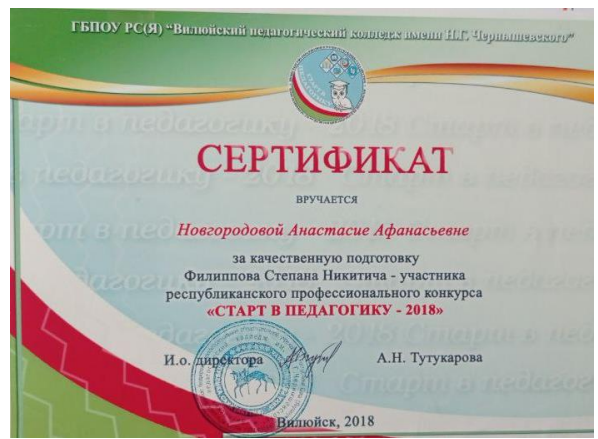 ГБПОУ РС(Я) "Вилюйский педагогический колледж имени Н.Г. Чернышевского"
СЕРТИФИКАТ
ВРУЧАЕТСЯ
Новгородовой Анастасие Афанасьевне
за качественную подготовку
Филиппова Степана Никитича - участника
республиканского профессионального конкурса
«СТАРТ В ПЕДАГОГИКУ - 2018»
И.о. директора А.Н. Тутукарова
Вилюйск, 2018